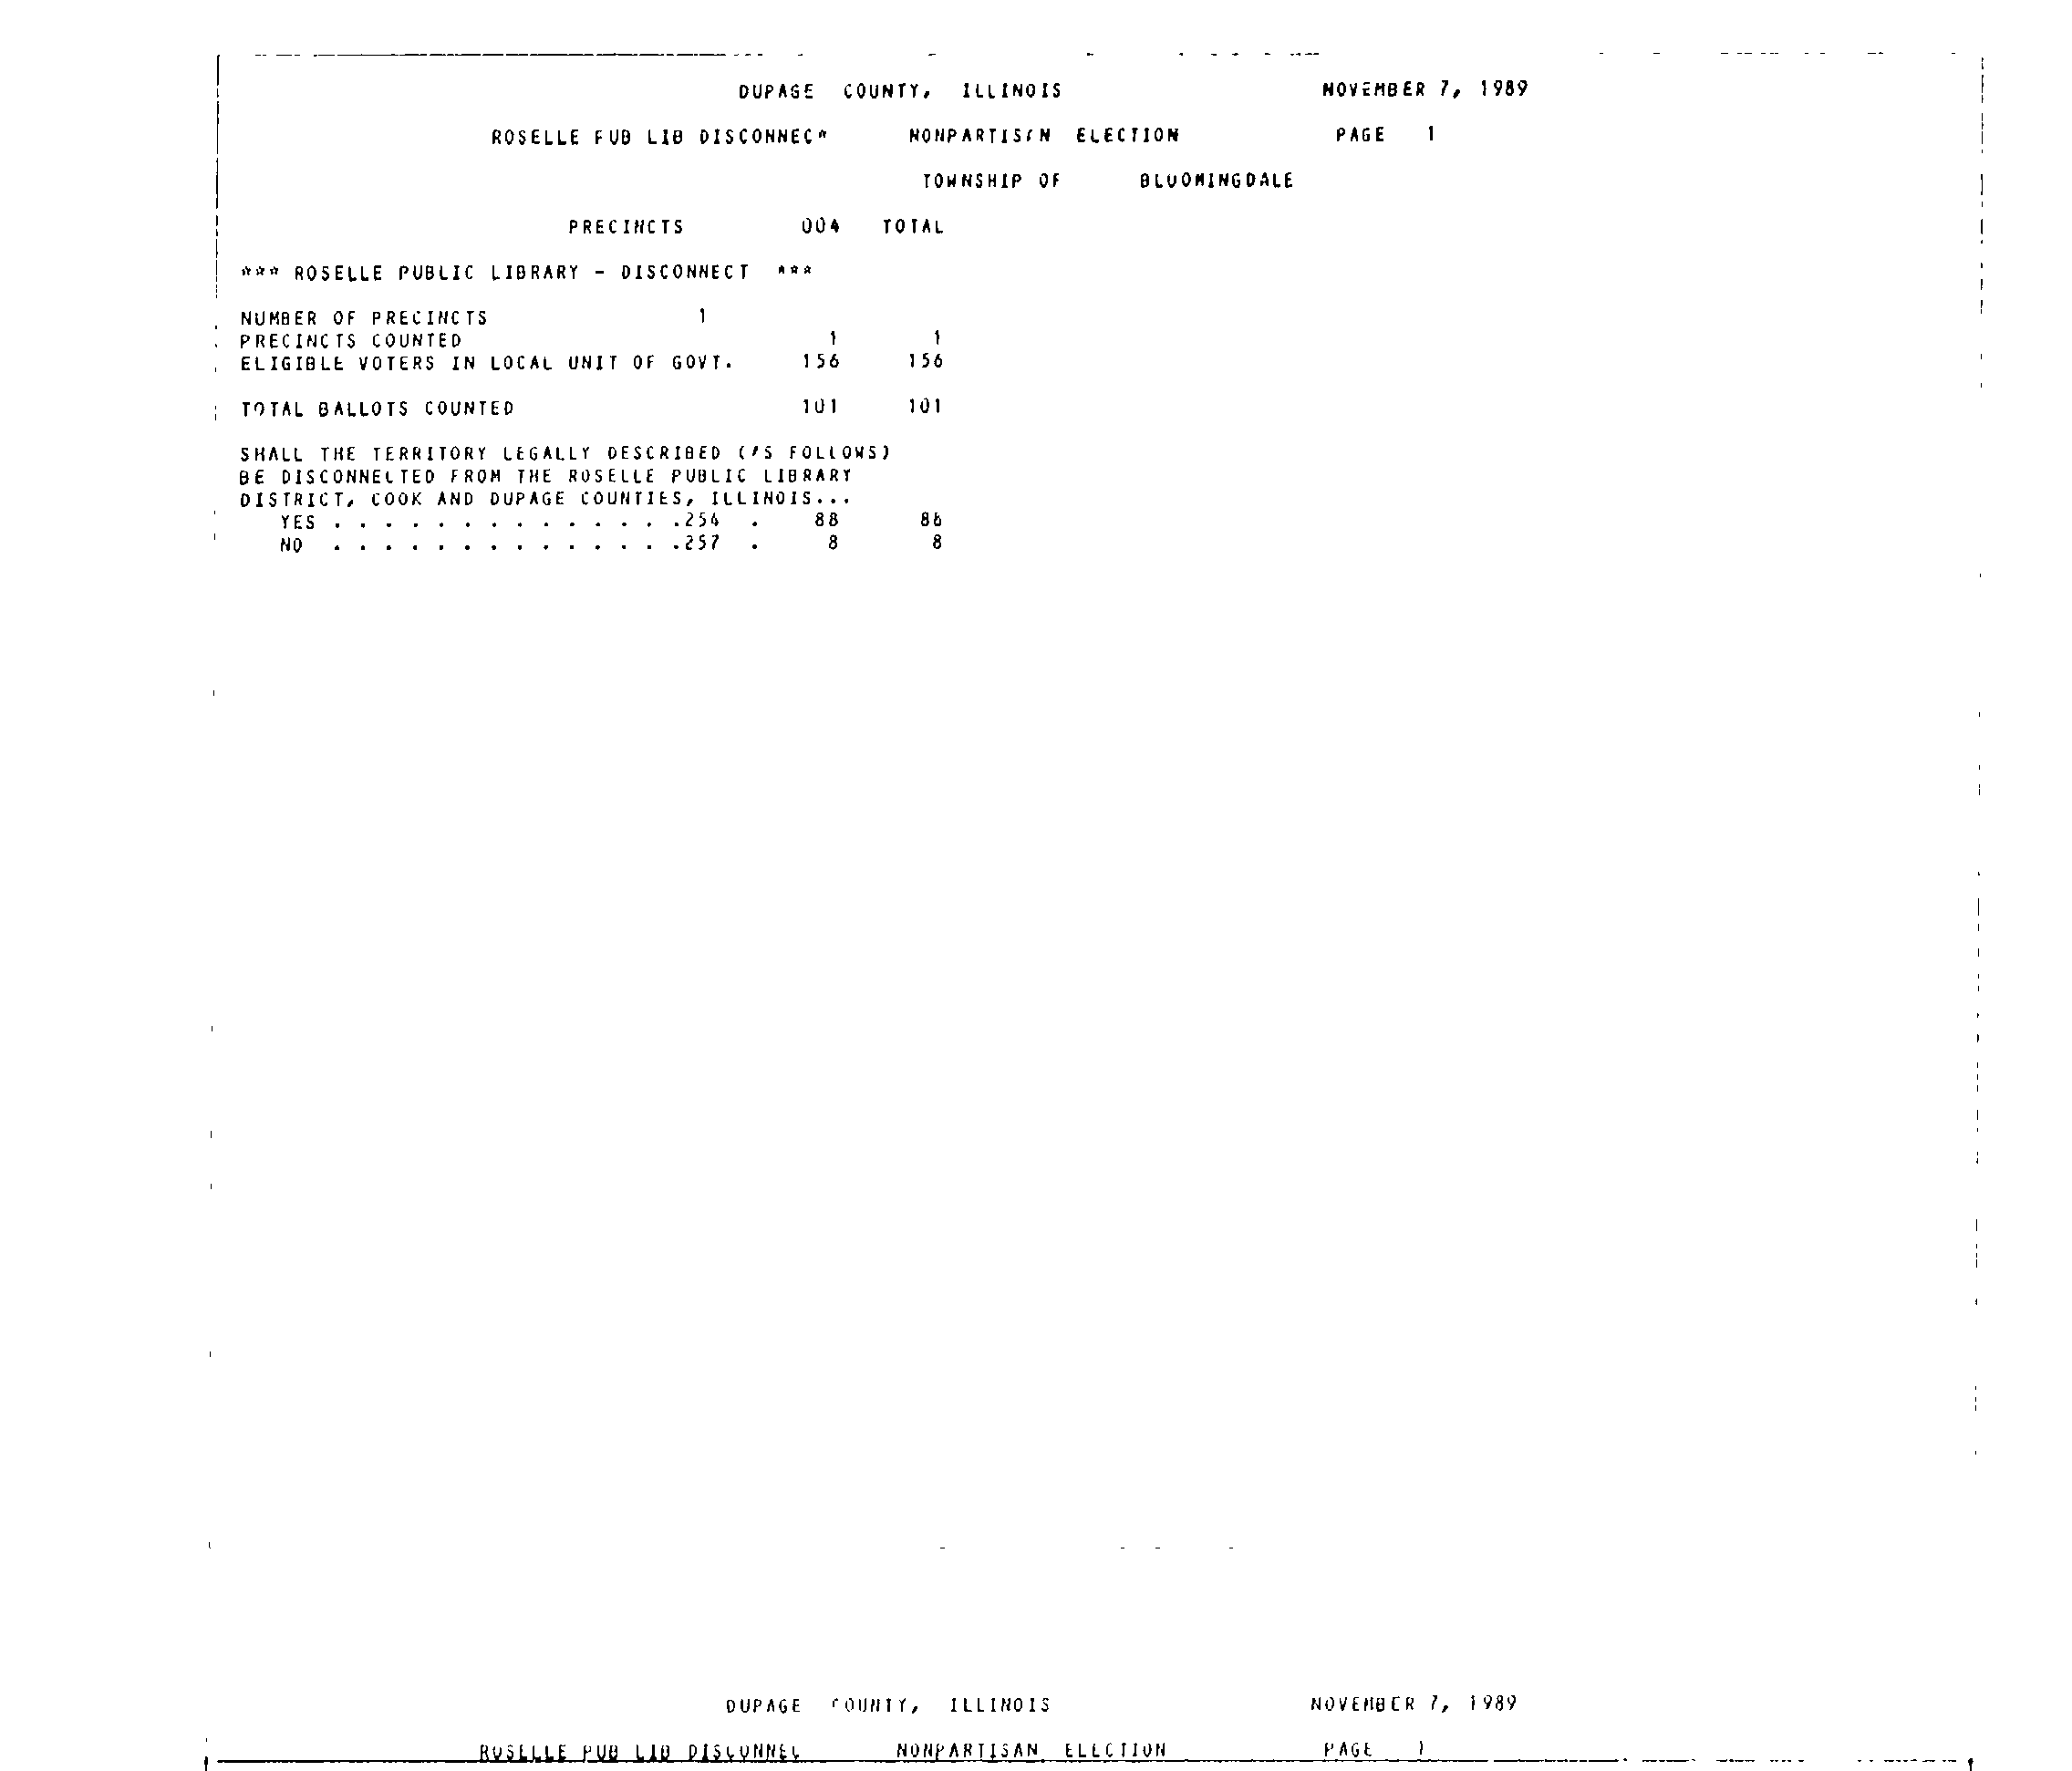 DUPAGE COUNTY, ILLINOIS NOVEMBER 7, 1989
ROSELLE PUB LIB DISCONNEC* NONPARTISAN ELECTION PAGE 1
TOWNSHIP OF BLOOMINGDALE
PRECINCTS 004 TOTAL
*** ROSELLE PUBLIC LIBRARY - DISCONNECT ***
NUMBER OF PRECINCTS 1
PRECINCTS COUNTED 1 1
ELIGIBLE VOTERS IN LOCAL UNIT OF GOVT. 156 156
TOTAL BALLOTS COUNTED 101 101
SHALL THE TERRITORY LEGALLY DESCRIBED (AS FOLLOWS)
BE DISCONNECTED FROM THE ROSELLE PUBLIC LIBRARY
DISTRICT, COOK AND DUPAGE COUNTIES, ILLINOIS...
YES . . . . . . . . . . . . . .256 . 88 88
NO . . . . . . . . . . . . . .257 . 8 8
DUPAGE COUNTY, ILLINOIS NOVEMBER 7, 1989
ROSELLE PUB LIB DISCONNEC NONPARTISAN ELECTION PAGE 1